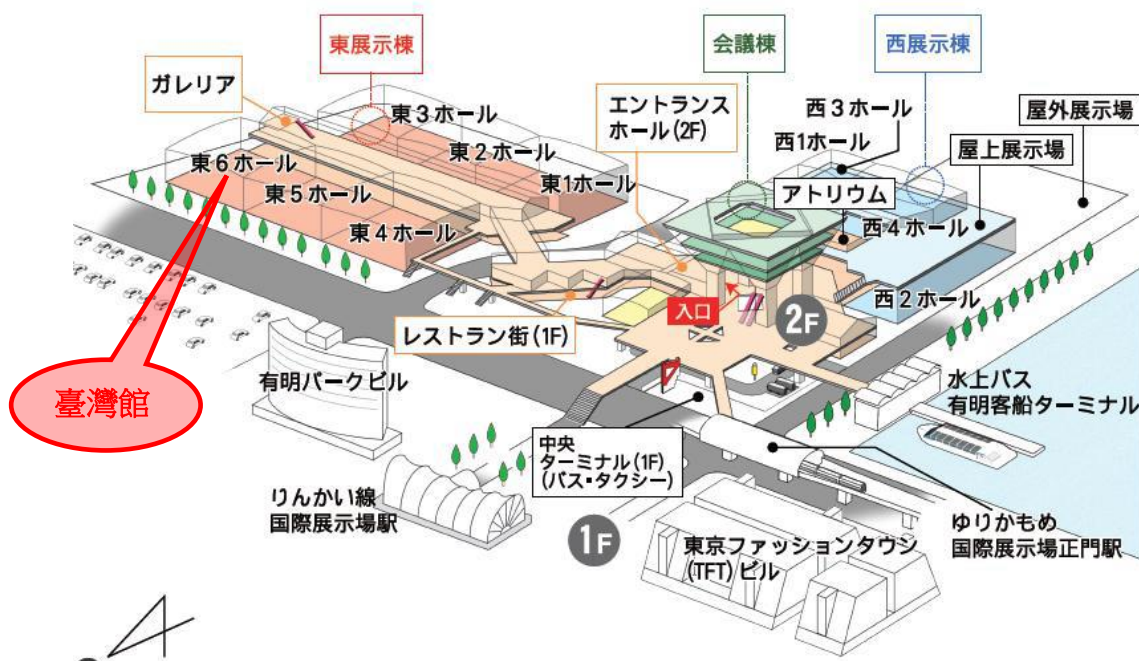 東展示棟
会議棟
西展示棟
ガレリア
東3ホール
エントランス
ホール(2F)
西3ホール
屋外展示場
東2ホール
西1ホール
屋上展示場
東6ホール
東1ホール
アトリウム
東5ホール
西4ホール
東4ホール
西2ホール
入口
2F
レストラン街(1F)
臺灣館
有明パークビル
水上バス
有明客船ターミナル
中央
ターミナル(1F)
(バス・タクシー)
りんかい線
国際展示場駅
1F
東京ファッションタウン
(TFT)ビル
ゆりかもめ
国際展示場正門駅